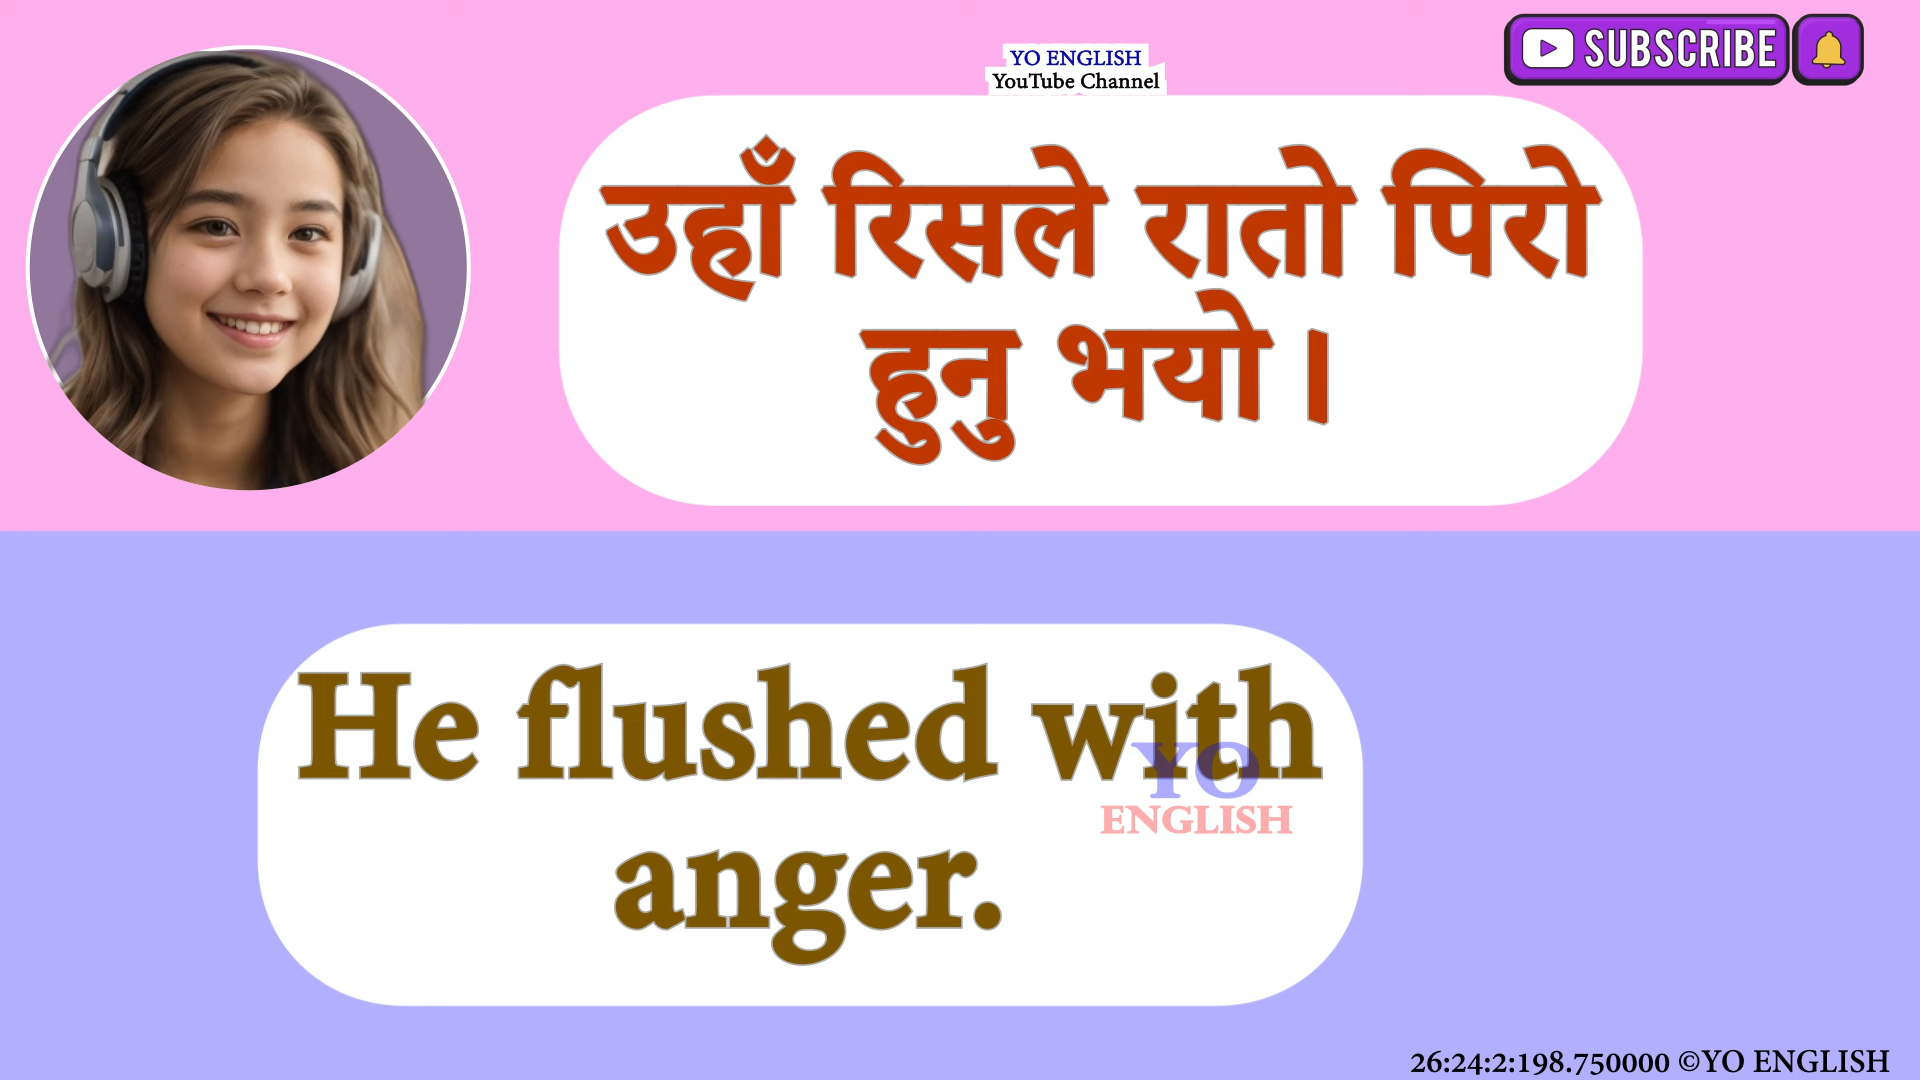 SUBSCRIBE
YO ENGLISH
YouTube Channel
उहाँ रिसले रातो पिरो
हुनु भयो ।
He flushed with
anger.
YO
ENGLISH
26:24:2:198.750000 ©YO ENGLISH